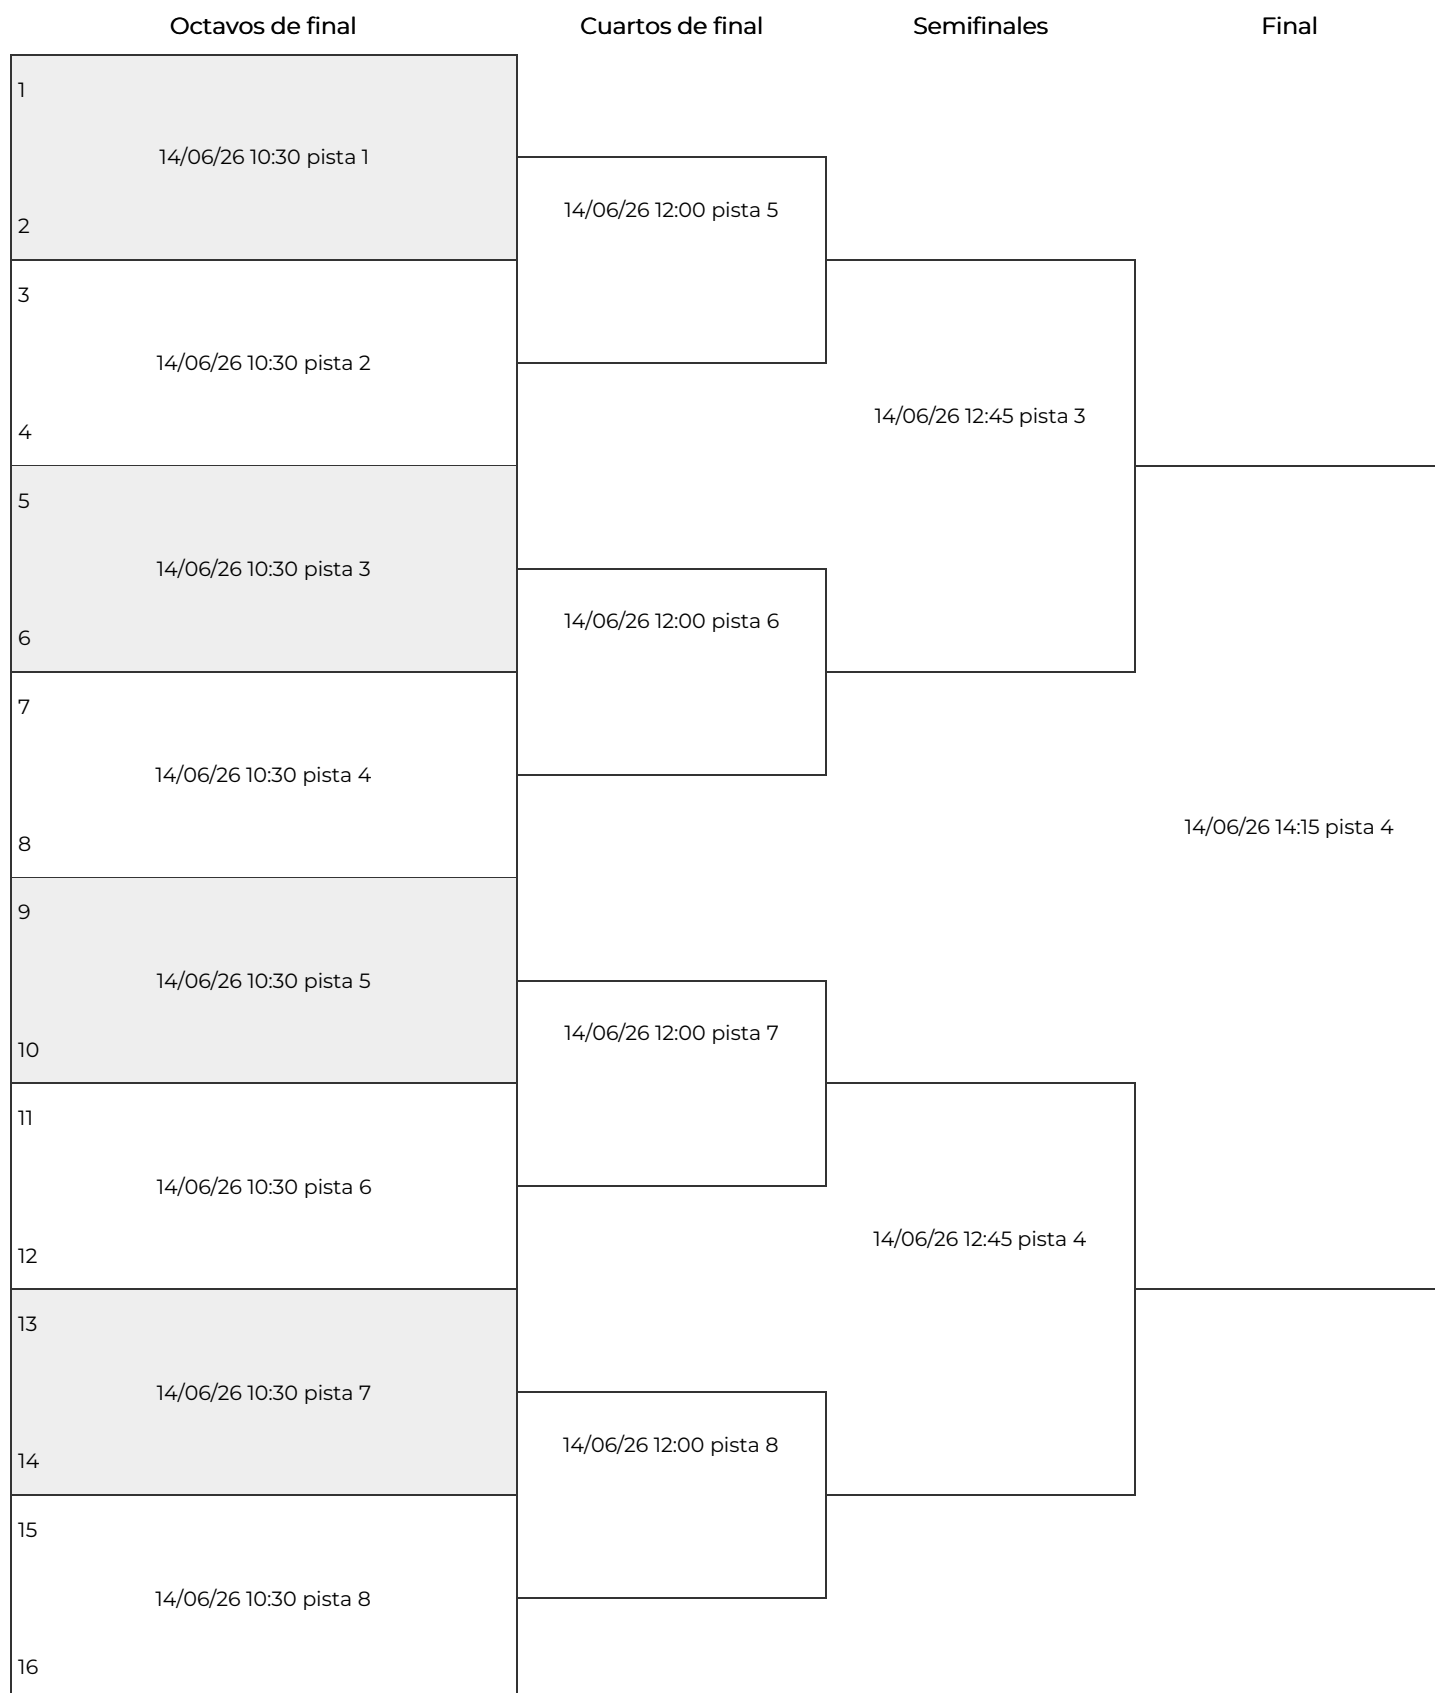 Octavos de final
Cuartos de final
Semifinales
Final
1
14/06/26 10:30 pista 1
2
14/06/26 12:00 pista 5
3
14/06/26 10:30 pista 2
4
14/06/26 12:45 pista 3
5
14/06/26 10:30 pista 3
6
14/06/26 12:00 pista 6
7
14/06/26 10:30 pista 4
8
14/06/26 14:15 pista 4
9
14/06/26 10:30 pista 5
10
14/06/26 12:00 pista 7
11
14/06/26 10:30 pista 6
12
14/06/26 12:45 pista 4
13
14/06/26 10:30 pista 7
14
14/06/26 12:00 pista 8
15
14/06/26 10:30 pista 8
16